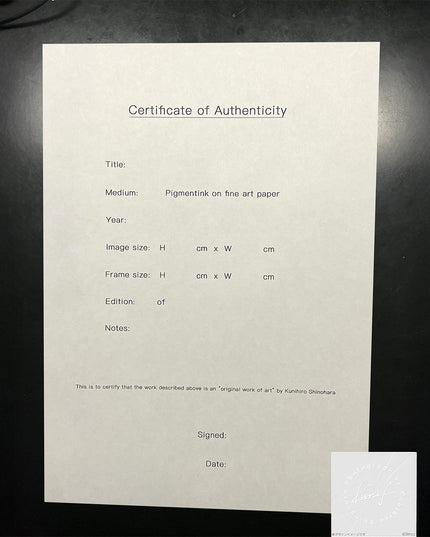 Certificate of Authenticity
Title:
Medium: Pigmentink on fine art paper
Year:
Image size: H cm x W cm
Frame size: H cm x W cm
Edition: of
Notes:
This is to certify that the work described above is an "original work of art" by Kunihiro Shinohara
Signed:
Date: